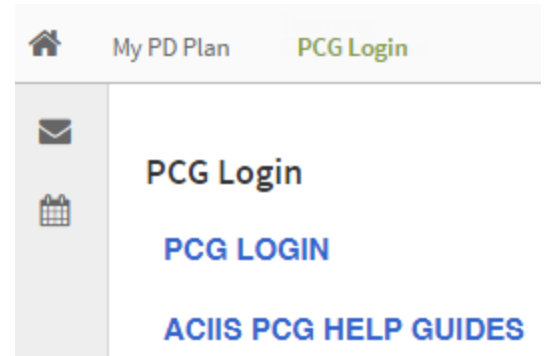 My PD Plan PCG Login
PCG Login
PCG LOGIN
ACIIS PCG HELP GUIDES